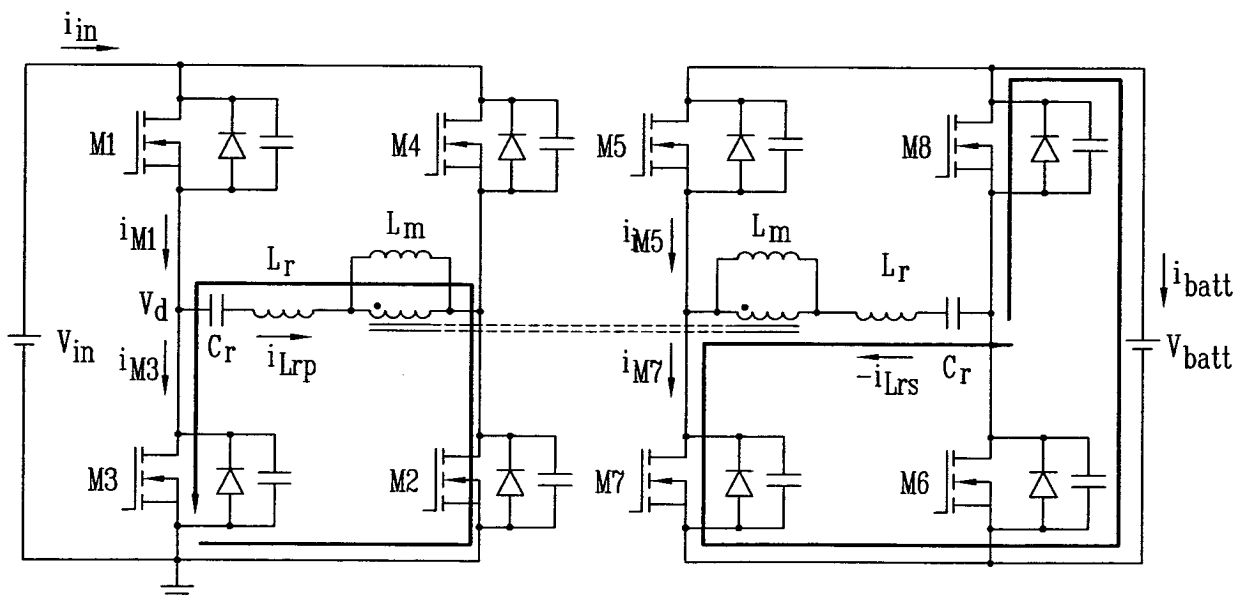 i_in
M1
M4
M5
M8
i_M1
L_m
i_M5
L_m
L_r
L_r
i_batt
V_d
V_in
C_r
i_Lrp
i_M3
i_M7
-i_Lrs
C_r
V_batt
M3
M2
M7
M6